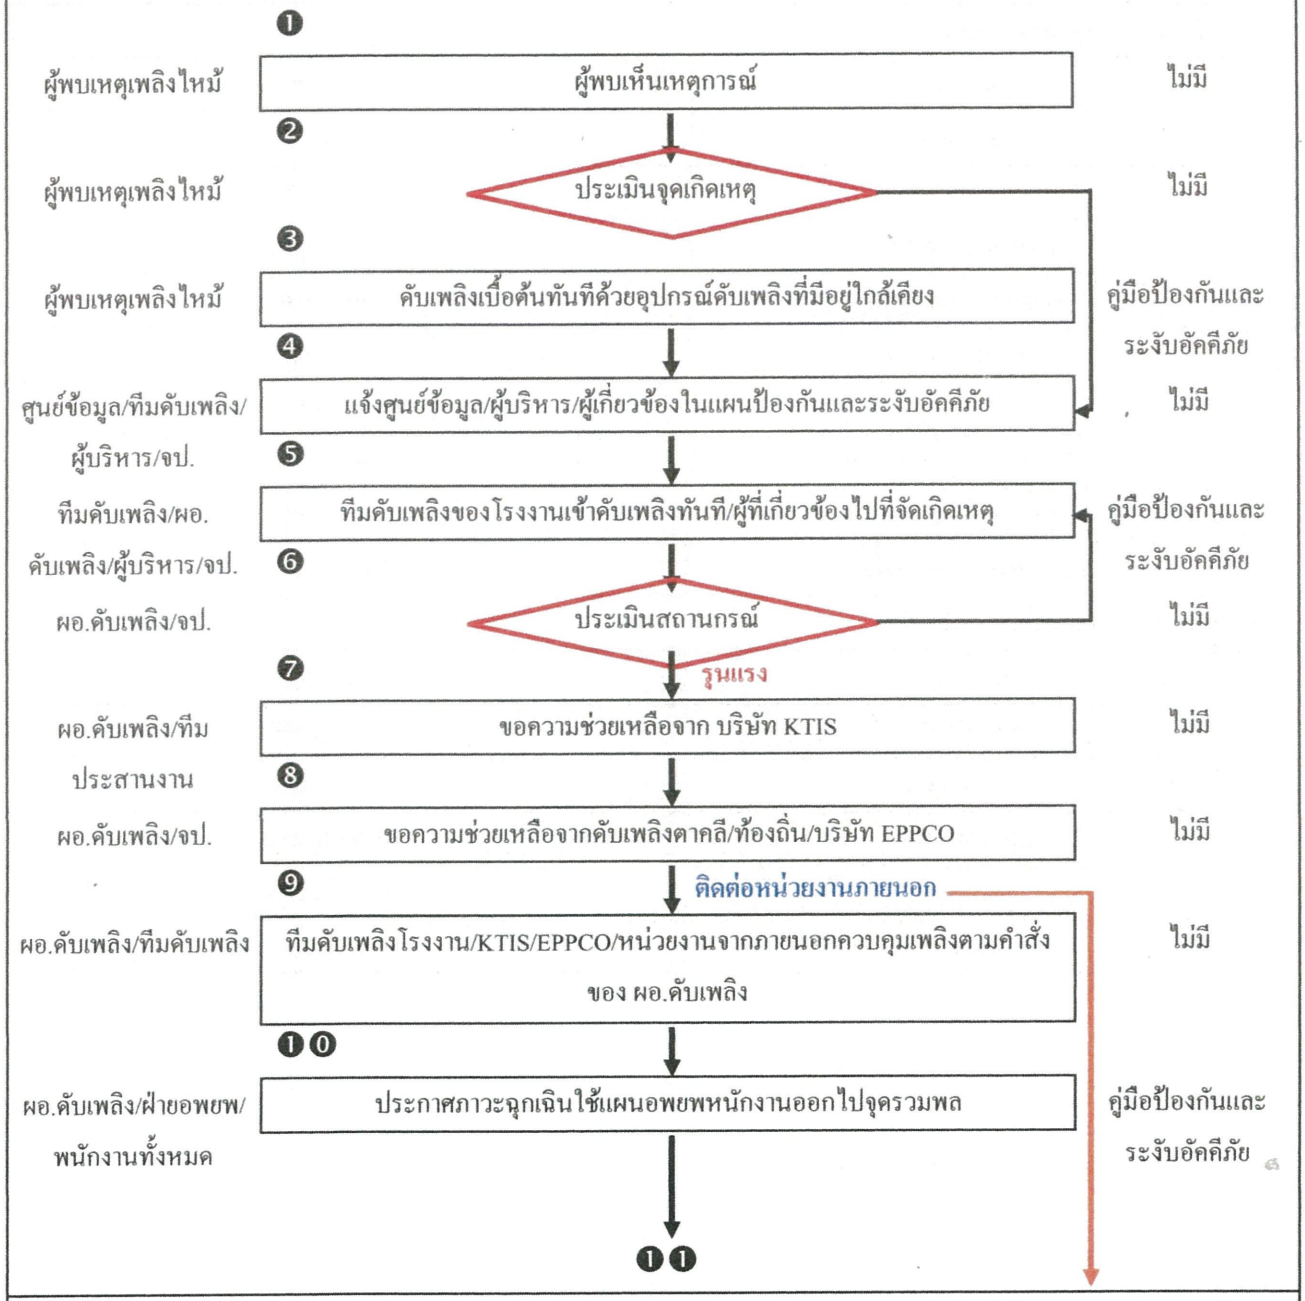 ❶
ผู้พบเหตุเพลิงไหม้ ผู้พบเห็นเหตุการณ์ ไม่มี
❷
ผู้พบเหตุเพลิงไหม้ ประเมินจุดเกิดเหตุ ไม่มี
❸
ผู้พบเหตุเพลิงไหม้ ดับเพลิงเบื้อต้นทันทีด้วยอุปกรณ์ดับเพลิงที่มีอยู่ใกล้เคียง คู่มือป้องกันและ
❹ ระงับอัคคีภัย
ศูนย์ข้อมูล/ทีมดับเพลิง/ แจ้งศูนย์ข้อมูล/ผู้บริหาร/ผู้เกี่ยวข้องในแผนป้องกันและระงับอัคคีภัย ไม่มี
ผู้บริหาร/จป. ❺
ทีมดับเพลิง/ผอ. ทีมดับเพลิงของโรงงานเข้าดับเพลิงทันที/ผู้ที่เกี่ยวข้องไปที่จัดเกิดเหตุ คู่มือป้องกันและ
ดับเพลิง/ผู้บริหาร/จป. ❻ ระงับอัคคีภัย
ผอ.ดับเพลิง/จป. ประเมินสถานกรณ์ ไม่มี
❼ รุนแรง
ผอ.ดับเพลิง/ทีม ขอความช่วยเหลือจาก บริษัท KTIS ไม่มี
ประสานงาน ❽
ผอ.ดับเพลิง/จป. ขอความช่วยเหลือจากดับเพลิงตาคลี/ท้องถิ่น/บริษัท EPPCO ไม่มี
❾ ติดต่อหน่วยงานภายนอก
ผอ.ดับเพลิง/ทีมดับเพลิง ทีมดับเพลิงโรงงาน/KTIS/EPPCO/หน่วยงานจากภายนอกควบคุมเพลิงตามคำสั่ง ไม่มี
ของ ผอ.ดับเพลิง
❶⓿
ผอ.ดับเพลิง/ฝ่ายอพยพ/ ประกาศภาวะฉุกเฉินใช้แผนอพยพหนักงานออกไปจุดรวมพล คู่มือป้องกันและ
พนักงานทั้งหมด ระงับอัคคีภัย
❶❶